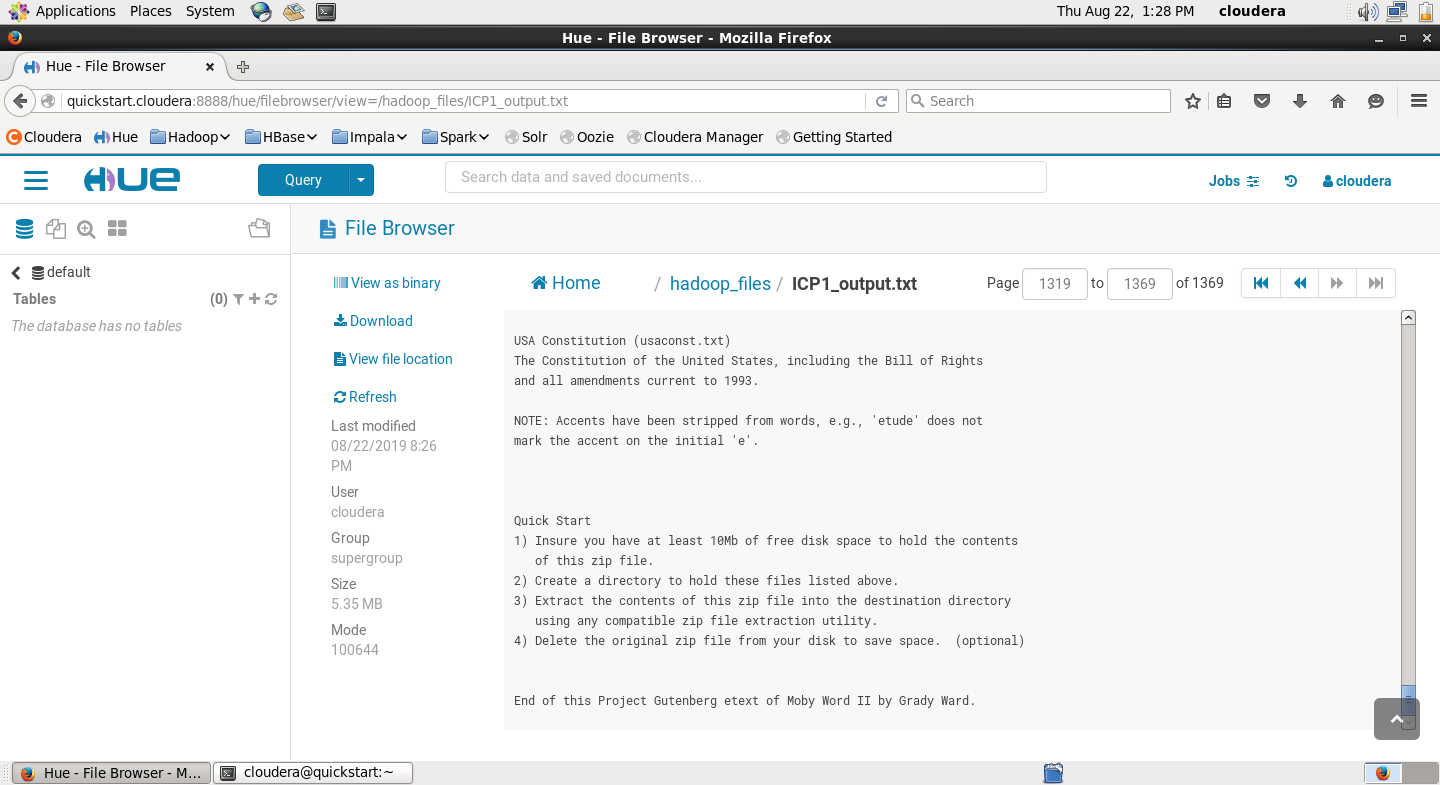 Applications Places System Thu Aug 22, 1:28 PM cloudera
Hue - File Browser - Mozilla Firefox
Hue - File Browser
quickstart.cloudera:8888/hue/filebrowser/view=/hadoop_files/ICP1_output.txt Search
Cloudera Hue Hadoop HBase Impala Spark Solr Oozie Cloudera Manager Getting Started
HUE Query Search data and saved documents... Jobs cloudera
File Browser
default
Tables (0)
The database has no tables
View as binary
Download
View file location
Refresh
Last modified
08/22/2019 8:26
PM
User
cloudera
Group
supergroup
Size
5.35 MB
Mode
100644
Home / hadoop_files / ICP1_output.txt Page 1319 to 1369 of 1369
USA Constitution (usaconst.txt)
The Constitution of the United States, including the Bill of Rights
and all amendments current to 1993.
NOTE: Accents have been stripped from words, e.g., 'etude' does not
mark the accent on the initial 'e'.
Quick Start
1) Insure you have at least 10Mb of free disk space to hold the contents
of this zip file.
2) Create a directory to hold these files listed above.
3) Extract the contents of this zip file into the destination directory
using any compatible zip file extraction utility.
4) Delete the original zip file from your disk to save space. (optional)
End of this Project Gutenberg etext of Moby Word II by Grady Ward.
Hue - File Browser - M... cloudera@quickstart:~